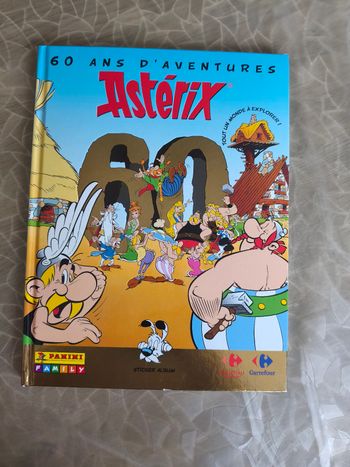 60 ANS D'AVENTURES
Astérix
TOUT UN MONDE À EXPLORER !
60
PANINI
FAMILY
STICKER ALBUM
Carrefour